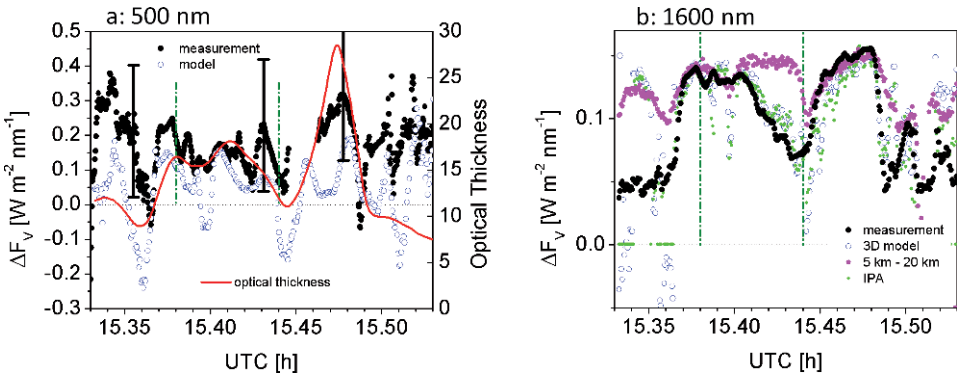 a: 500 nm
0.5
0.4
0.3
0.2
0.1
0.0
-0.1
-0.2
-0.3
ΔF_V [W m⁻² nm⁻¹]
measurement
model
optical thickness
30
25
20
15
10
5
0
Optical Thickness
15.35 15.40 15.45 15.50
UTC [h]
b: 1600 nm
0.1
0.0
ΔF_V [W m⁻² nm⁻¹]
measurement
3D model
5 km - 20 km
IPA
15.35 15.40 15.45 15.50
UTC [h]